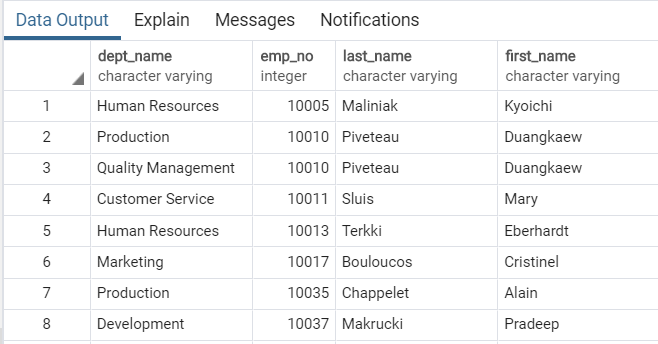 Data Output Explain Messages Notifications
dept_name emp_no last_name first_name
character varying integer character varying character varying
1 Human Resources 10005 Maliniak Kyoichi
2 Production 10010 Piveteau Duangkaew
3 Quality Management 10010 Piveteau Duangkaew
4 Customer Service 10011 Sluis Mary
5 Human Resources 10013 Terkki Eberhardt
6 Marketing 10017 Bouloucos Cristinel
7 Production 10035 Chappelet Alain
8 Development 10037 Makrucki Pradeep